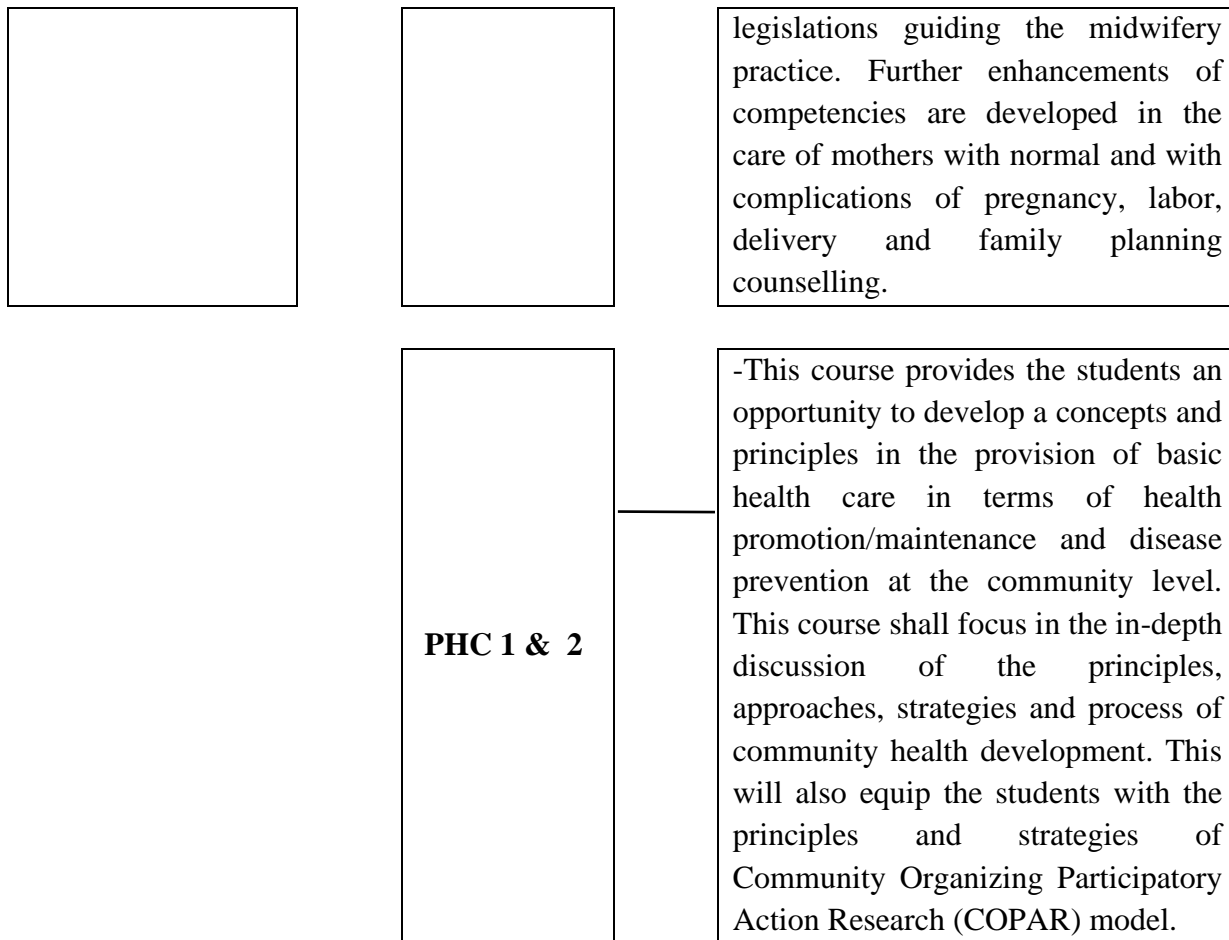 legislations guiding the midwifery
practice. Further enhancements of
competencies are developed in the
care of mothers with normal and with
complications of pregnancy, labor,
delivery and family planning
counselling.
PHC 1 & 2
-This course provides the students an
opportunity to develop a concepts and
principles in the provision of basic
health care in terms of health
promotion/maintenance and disease
prevention at the community level.
This course shall focus in the in-depth
discussion of the principles,
approaches, strategies and process of
community health development. This
will also equip the students with the
principles and strategies of
Community Organizing Participatory
Action Research (COPAR) model.